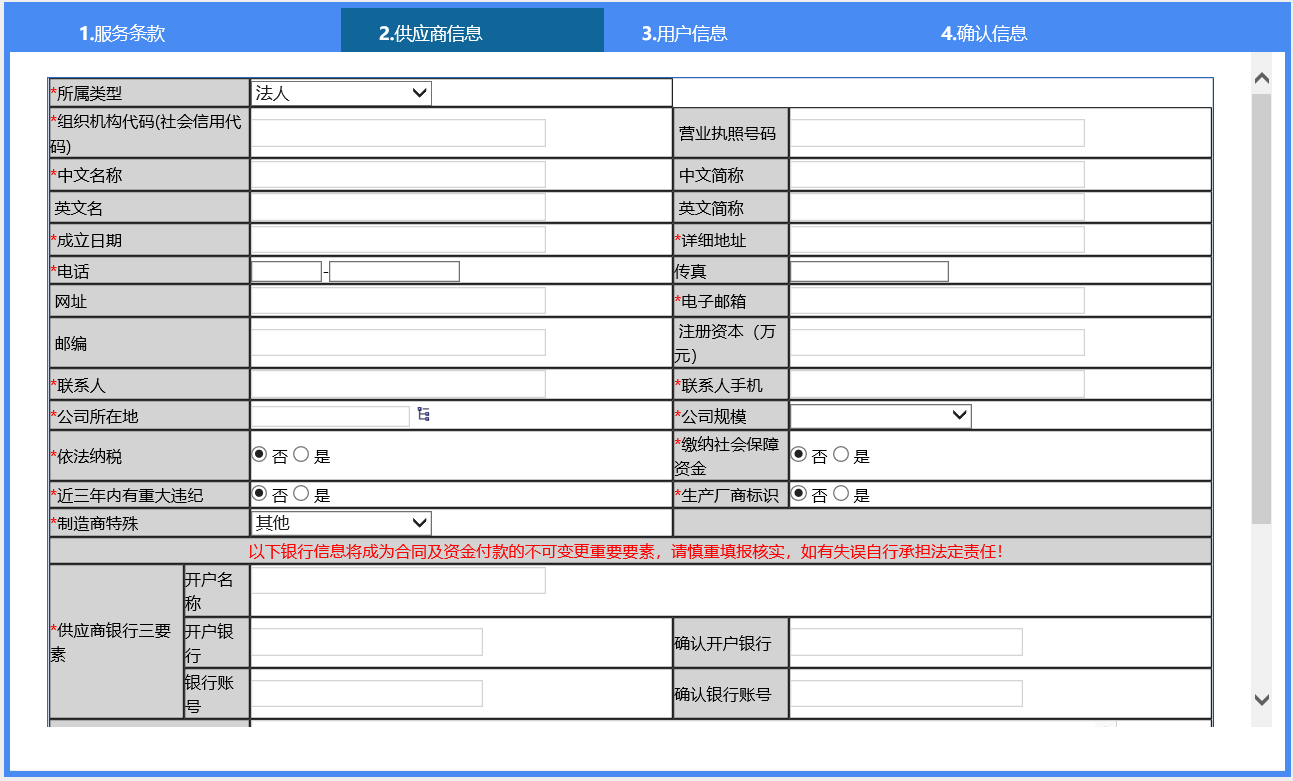 1.服务条款 2.供应商信息 3.用户信息 4.确认信息
*所属类型 法人
*组织机构代码(社会信用代
码) 营业执照号码
*中文名称 中文简称
英文名 英文简称
*成立日期 *详细地址
*电话 - 传真
网址 *电子邮箱
邮编 注册资本（万
元）
*联系人 *联系人手机
*公司所在地 *公司规模
*依法纳税 否 是 *缴纳社会保障
资金 否 是
*近三年内有重大违纪 否 是 *生产厂商标识 否 是
*制造商特殊 其他
以下银行信息将成为合同及资金付款的不可变更重要要素，请慎重填报核实，如有失误自行承担法定责任！
*供应商银行三要
素
开户名
称
开户银
行 确认开户银行
银行账
号 确认银行账号